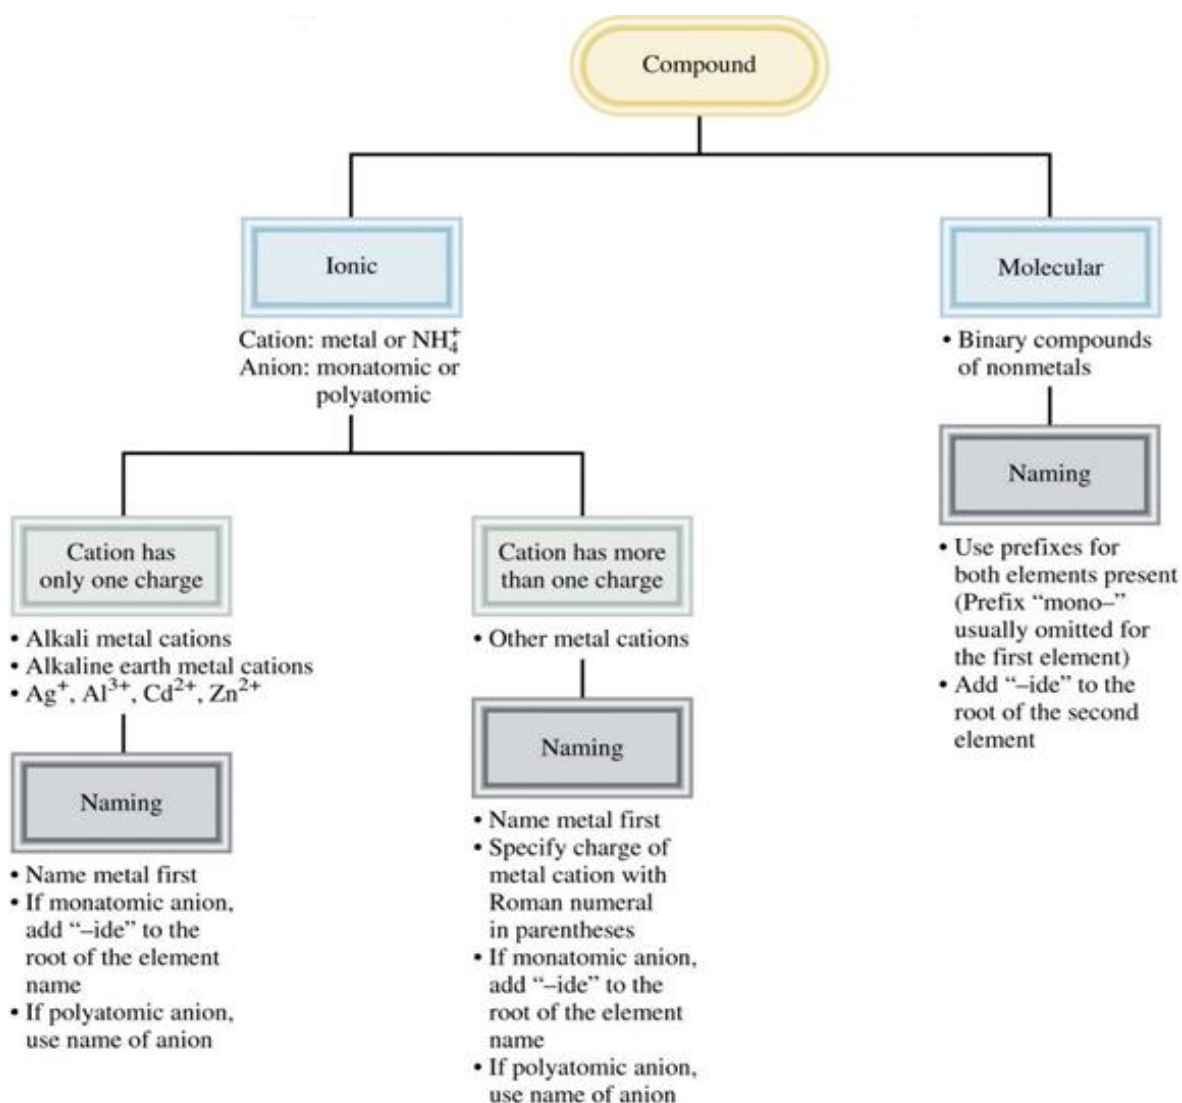 Compound
Ionic
Cation: metal or NH₄⁺
Anion: monatomic or
polyatomic
Cation has
only one charge
• Alkali metal cations
• Alkaline earth metal cations
• Ag⁺, Al³⁺, Cd²⁺, Zn²⁺
Naming
• Name metal first
• If monatomic anion,
add “–ide” to the
root of the element
name
• If polyatomic anion,
use name of anion
Cation has more
than one charge
• Other metal cations
Naming
• Name metal first
• Specify charge of
metal cation with
Roman numeral
in parentheses
• If monatomic anion,
add “–ide” to the
root of the element
name
• If polyatomic anion,
use name of anion
Molecular
• Binary compounds
of nonmetals
Naming
• Use prefixes for
both elements present
(Prefix “mono–”
usually omitted for
the first element)
• Add “–ide” to the
root of the second
element